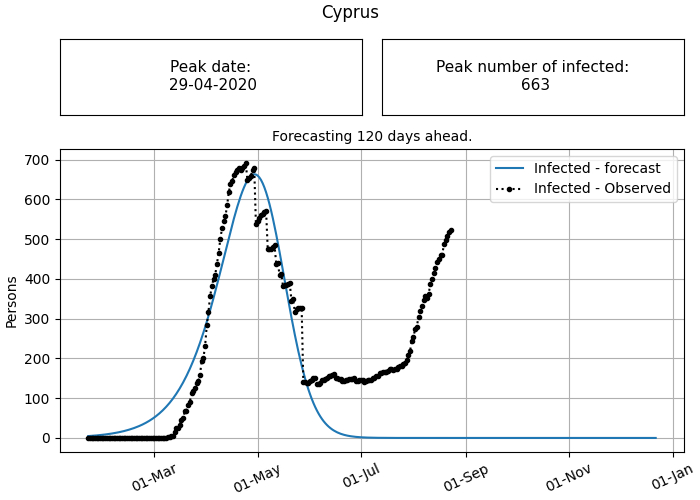 Cyprus
Peak date:
29-04-2020
Peak number of infected:
663
Forecasting 120 days ahead.
Infected - forecast
Infected - Observed
Persons
700
600
500
400
300
200
100
0
01-Mar
01-May
01-Jul
01-Sep
01-Nov
01-Jan